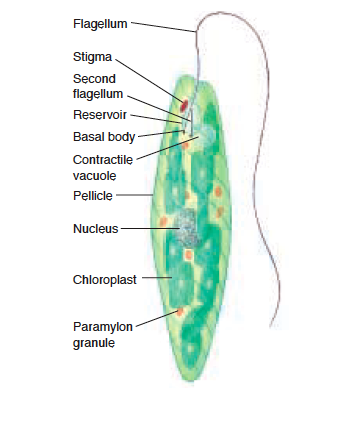 Flagellum
Stigma
Second
flagellum
Reservoir
Basal body
Contractile
vacuole
Pellicle
Nucleus
Chloroplast
Paramylon
granule